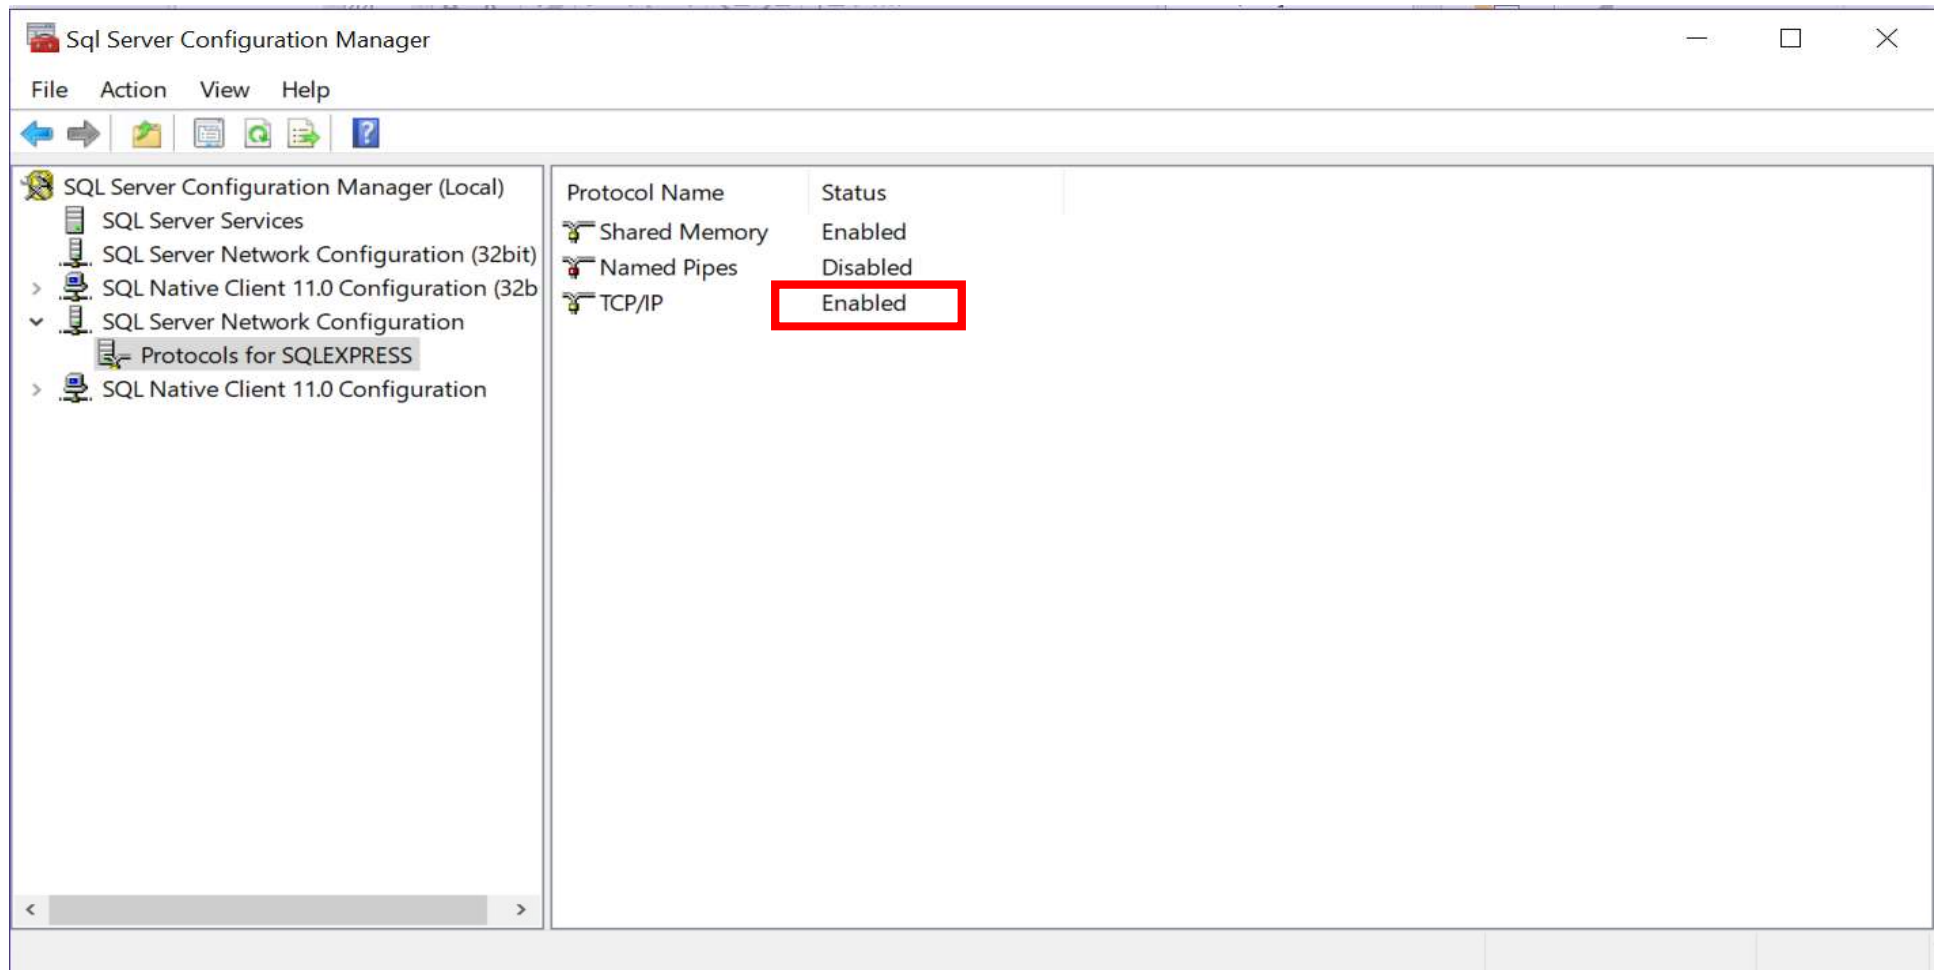 Sql Server Configuration Manager
File Action View Help
SQL Server Configuration Manager (Local)
SQL Server Services
SQL Server Network Configuration (32bit)
SQL Native Client 11.0 Configuration (32b
SQL Server Network Configuration
Protocols for SQLEXPRESS
SQL Native Client 11.0 Configuration
Protocol Name Status
Shared Memory Enabled
Named Pipes Disabled
TCP/IP Enabled